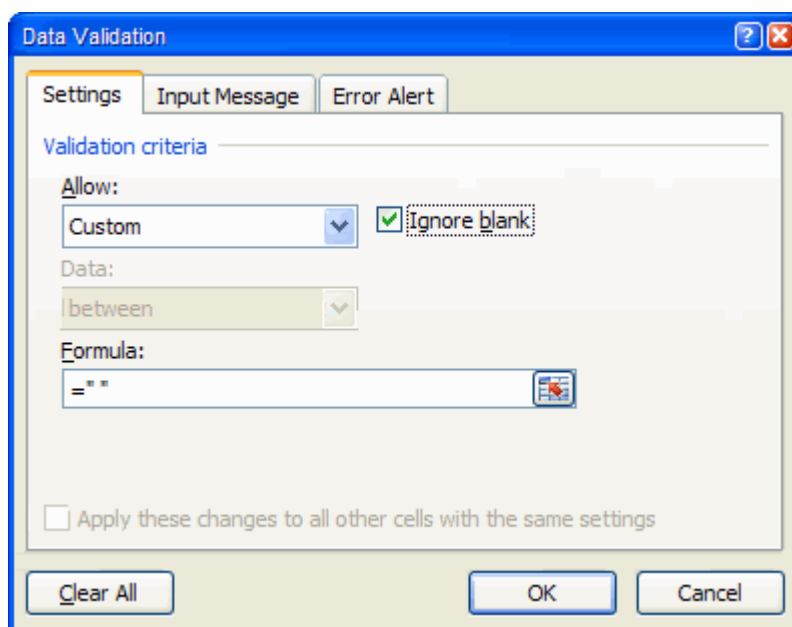 Data Validation
Settings Input Message Error Alert
Validation criteria
Allow:
Custom Ignore blank
Data:
between
Formula:
=" "
Apply these changes to all other cells with the same settings
Clear All OK Cancel